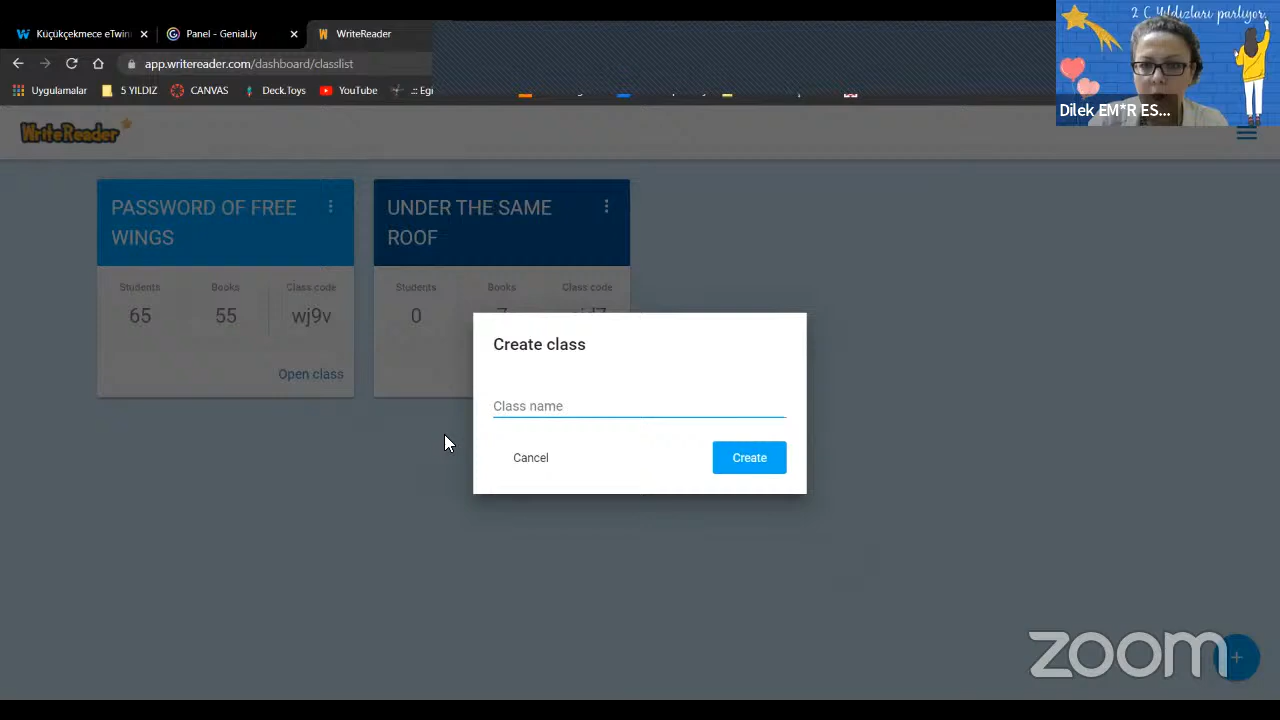 Küçükçekmece eTwin
Panel - Genial.ly
WriteReader
2 C Yıldızları parlıyor.
app.writereader.com/dashboard/classlist
Uygulamalar
5 YILDIZ
CANVAS
Deck.Toys
YouTube
.:: Eği
Dilek EM*R ES...
WriteReader
PASSWORD OF FREE WINGS
UNDER THE SAME ROOF
Students
Books
Class code
Students
Books
Class code
65
55
wj9v
0
Open class
Create class
Class name
Cancel
Create
zoom